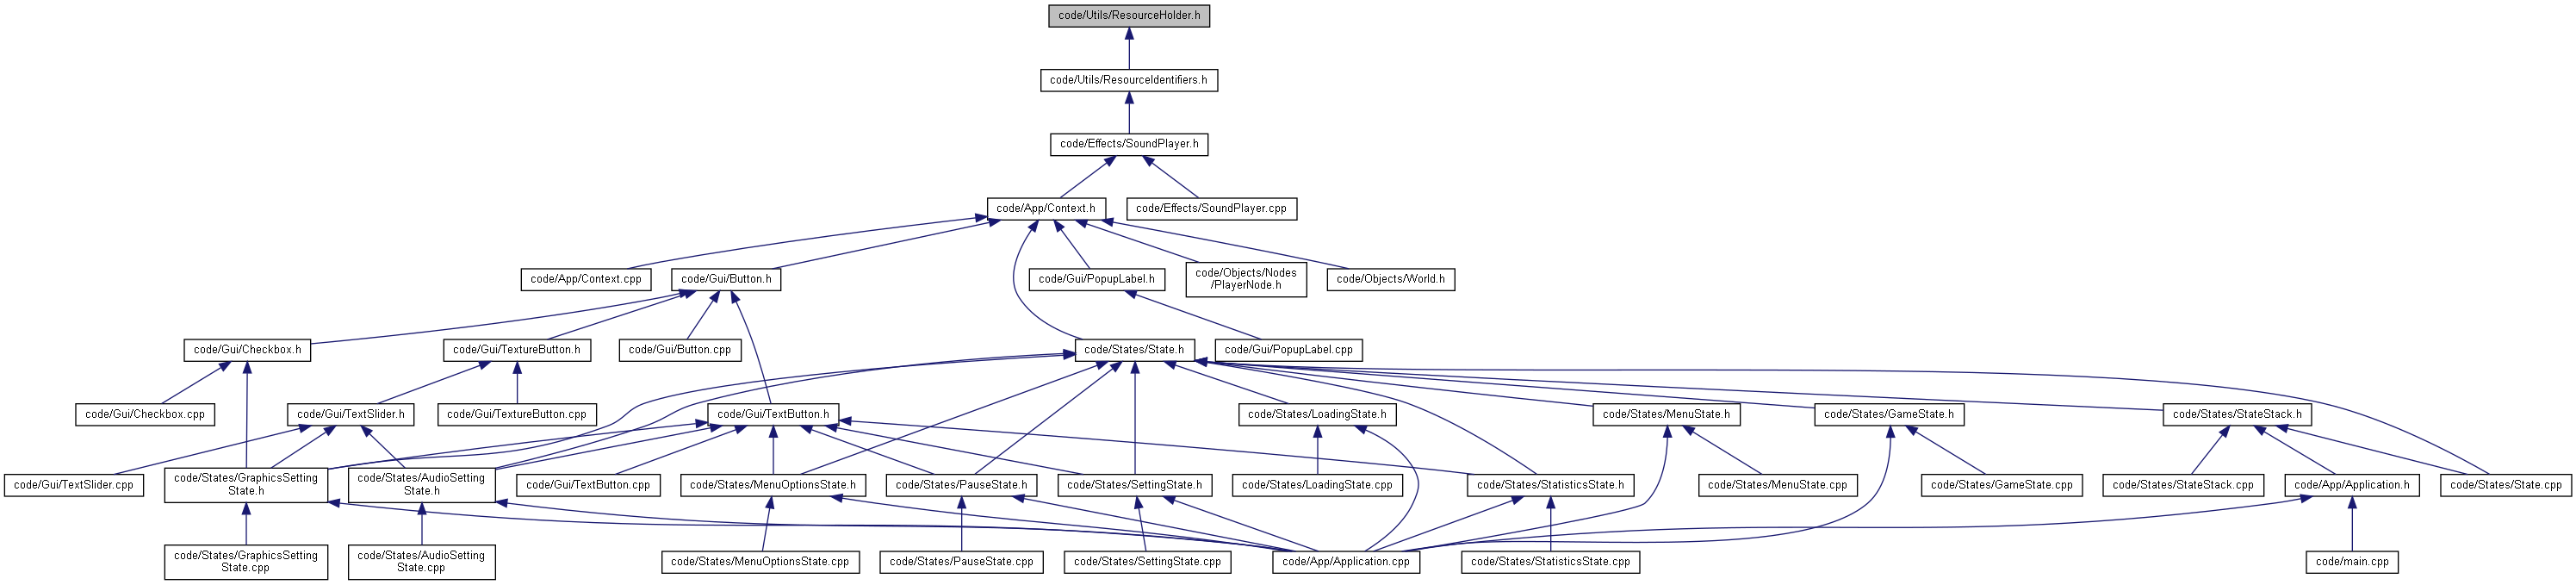 code/Utils/ResourceHolder.h
code/Utils/ResourceIdentifiers.h
code/Effects/SoundPlayer.h
code/App/Context.h
code/Effects/SoundPlayer.cpp
code/App/Context.cpp
code/Gui/Button.h
code/Gui/PopupLabel.h
code/Objects/Nodes
/PlayerNode.h
code/Objects/World.h
code/Gui/Checkbox.h
code/Gui/TextureButton.h
code/Gui/Button.cpp
code/States/State.h
code/Gui/PopupLabel.cpp
code/Gui/Checkbox.cpp
code/Gui/TextSlider.h
code/Gui/TextureButton.cpp
code/Gui/TextButton.h
code/States/LoadingState.h
code/States/MenuState.h
code/States/GameState.h
code/States/StateStack.h
code/Gui/TextSlider.cpp
code/States/GraphicsSetting
State.h
code/States/AudioSetting
State.h
code/Gui/TextButton.cpp
code/States/MenuOptionsState.h
code/States/PauseState.h
code/States/SettingState.h
code/States/LoadingState.cpp
code/States/StatisticsState.h
code/States/MenuState.cpp
code/States/GameState.cpp
code/States/StateStack.cpp
code/App/Application.h
code/States/State.cpp
code/States/GraphicsSetting
State.cpp
code/States/AudioSetting
State.cpp
code/States/MenuOptionsState.cpp
code/States/PauseState.cpp
code/States/SettingState.cpp
code/App/Application.cpp
code/States/StatisticsState.cpp
code/main.cpp